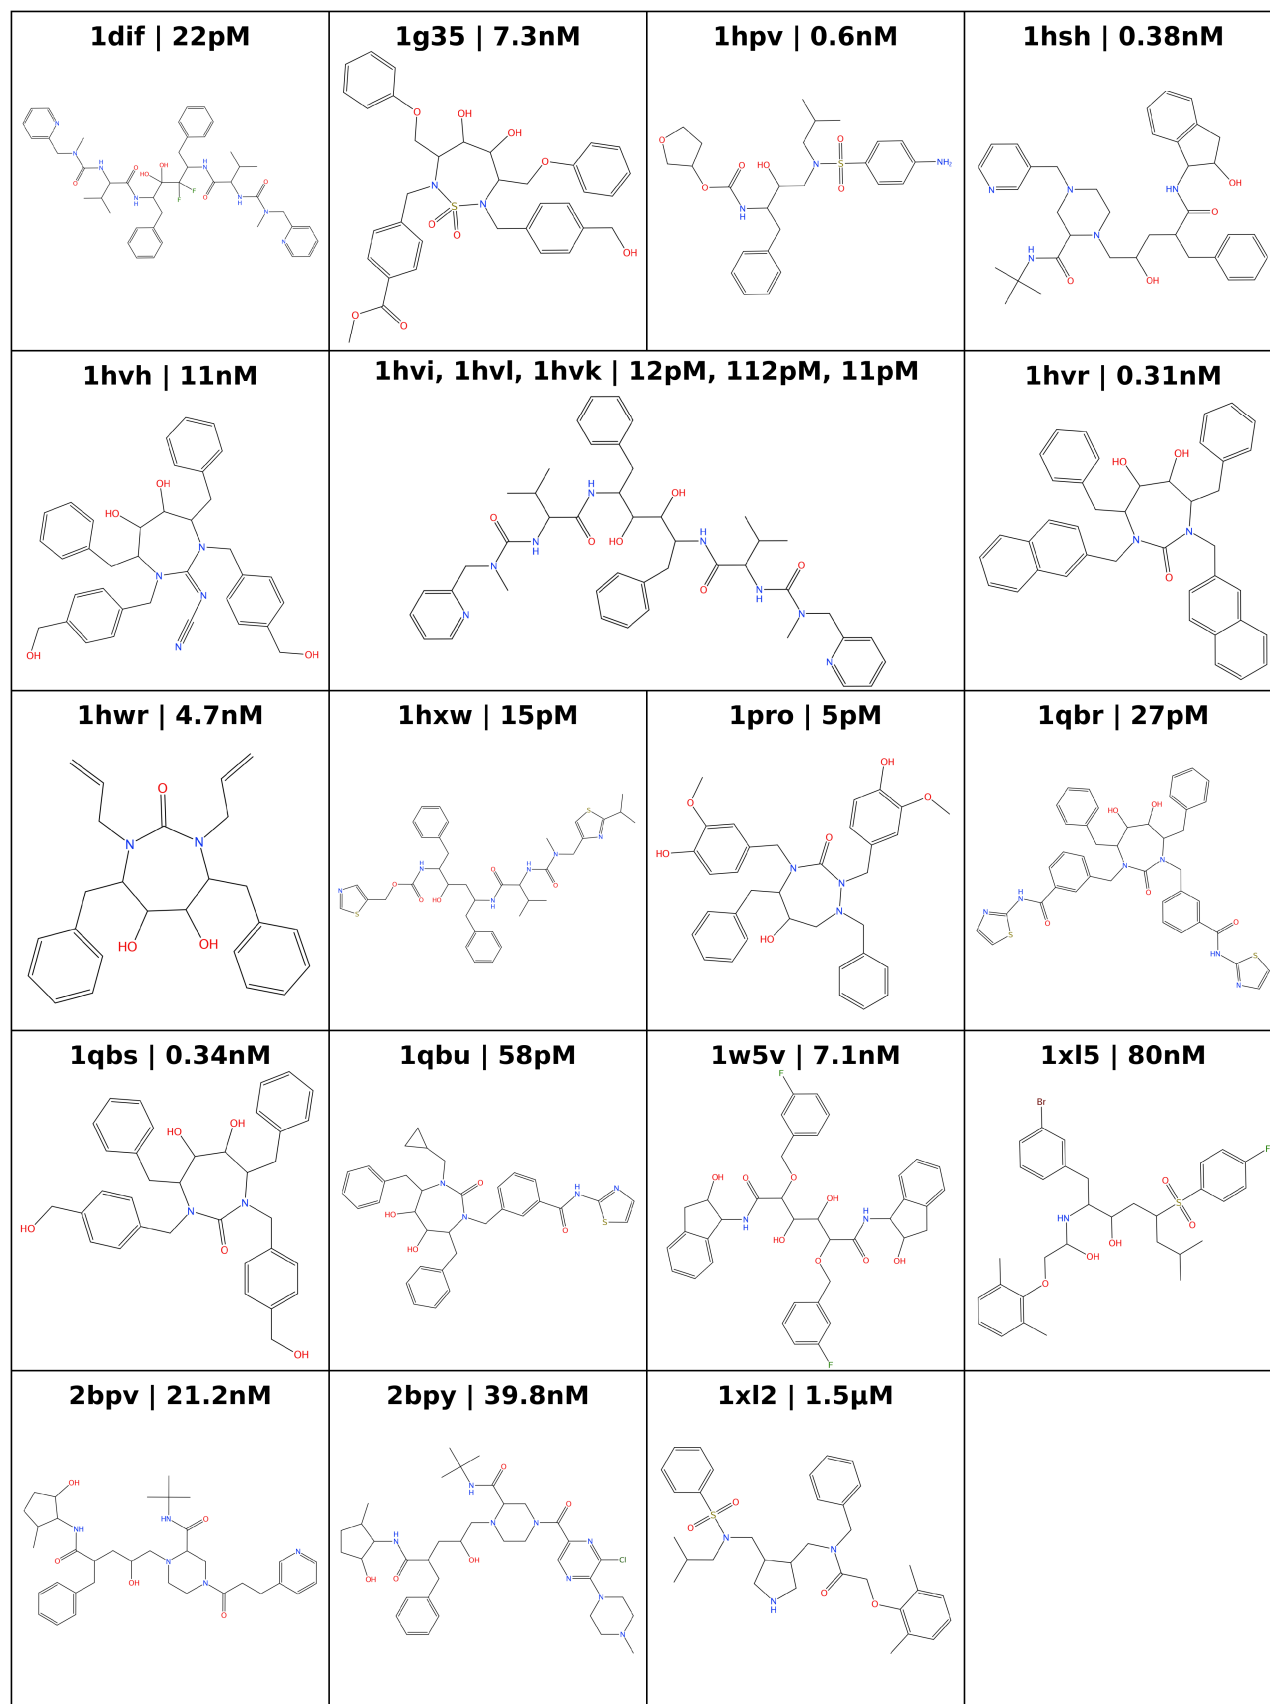 1dif | 22pM
1g35 | 7.3nM
1hpv | 0.6nM
1hsh | 0.38nM
1hvh | 11nM
1hvi, 1hvl, 1hvk | 12pM, 112pM, 11pM
1hvr | 0.31nM
1hwr | 4.7nM
1hxw | 15pM
1pro | 5pM
1qbr | 27pM
1qbs | 0.34nM
1qbu | 58pM
1w5v | 7.1nM
1xl5 | 80nM
2bpv | 21.2nM
2bpy | 39.8nM
1xl2 | 1.5µM